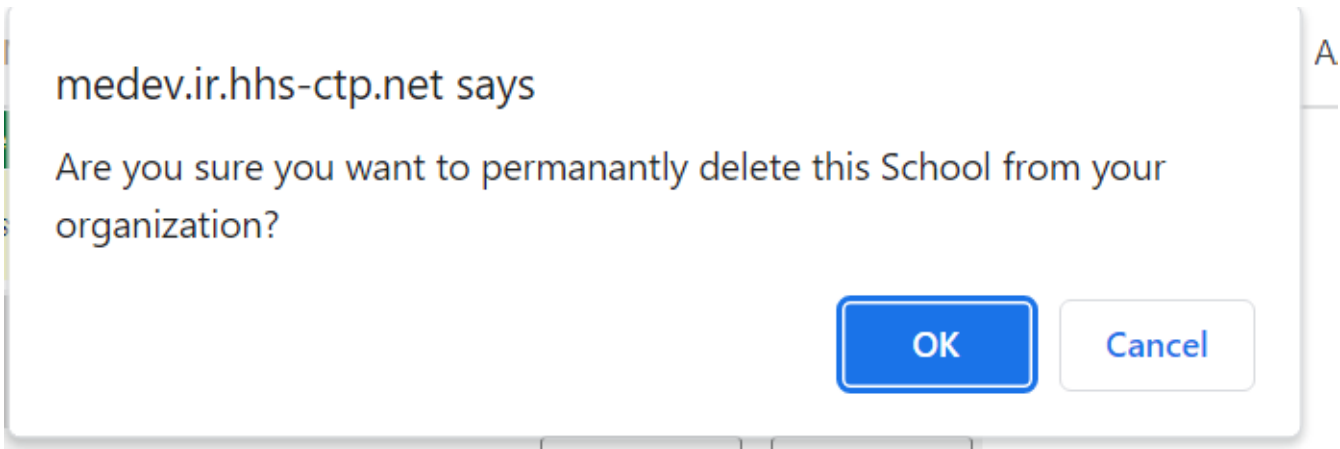 medev.ir.hhs-ctp.net says
Are you sure you want to permanantly delete this School from your
organization?
OK
Cancel